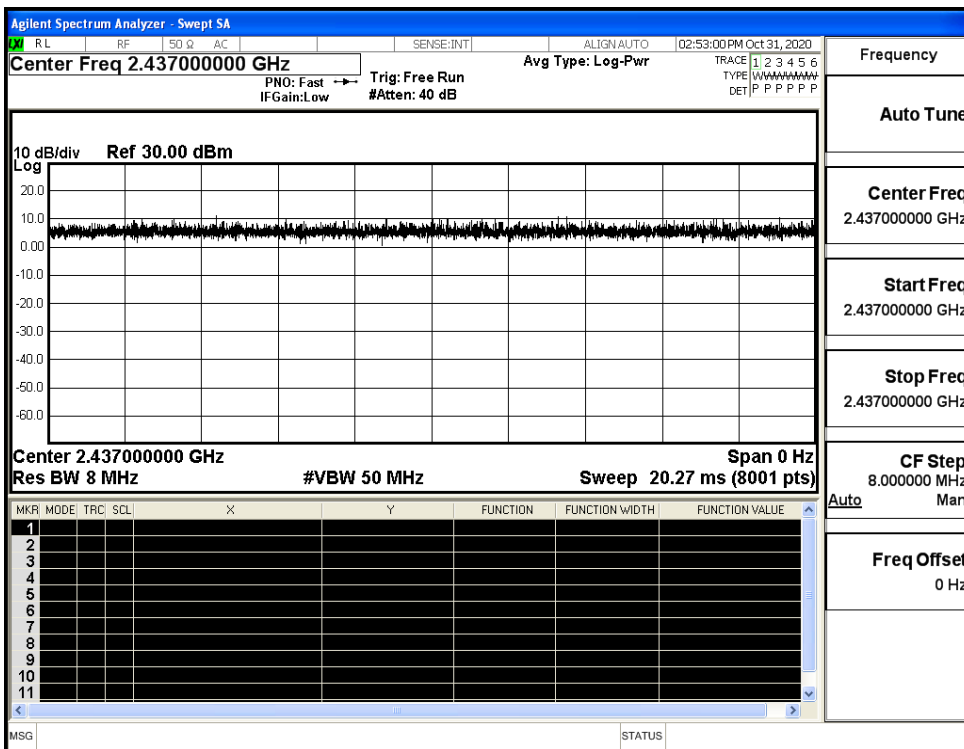 Agilent Spectrum Analyzer - Swept SA
LXI RL RF 50 Ω AC SENSE:INT ALIGN AUTO 02:53:00 PM Oct 31, 2020
Center Freq 2.437000000 GHz
PNO: Fast
IFGain:Low
Trig: Free Run
#Atten: 40 dB
Avg Type: Log-Pwr
TRACE 1 2 3 4 5 6
TYPE WWWWWW
DET P P P P P P
10 dB/div Ref 30.00 dBm
Log
20.0
10.0
0.00
-10.0
-20.0
-30.0
-40.0
-50.0
-60.0
Center 2.437000000 GHz Span 0 Hz
Res BW 8 MHz #VBW 50 MHz Sweep 20.27 ms (8001 pts)
MKR MODE TRC SCL X Y FUNCTION FUNCTION WIDTH FUNCTION VALUE
1
2
3
4
5
6
7
8
9
10
11
MSG STATUS
Frequency
Auto Tune
Center Freq
2.437000000 GHz
Start Freq
2.437000000 GHz
Stop Freq
2.437000000 GHz
CF Step
8.000000 MHz
Auto Man
Freq Offset
0 Hz